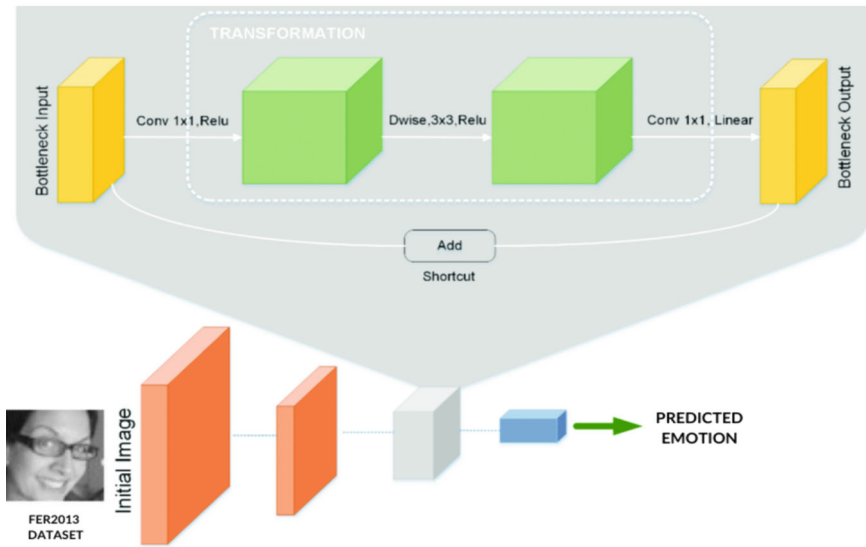 TRANSFORMATION
Bottleneck Input
Conv 1x1,Relu
Dwise,3x3,Relu
Conv 1x1, Linear
Bottleneck Output
Add
Shortcut
Initial Image
FER2013
DATASET
PREDICTED
EMOTION